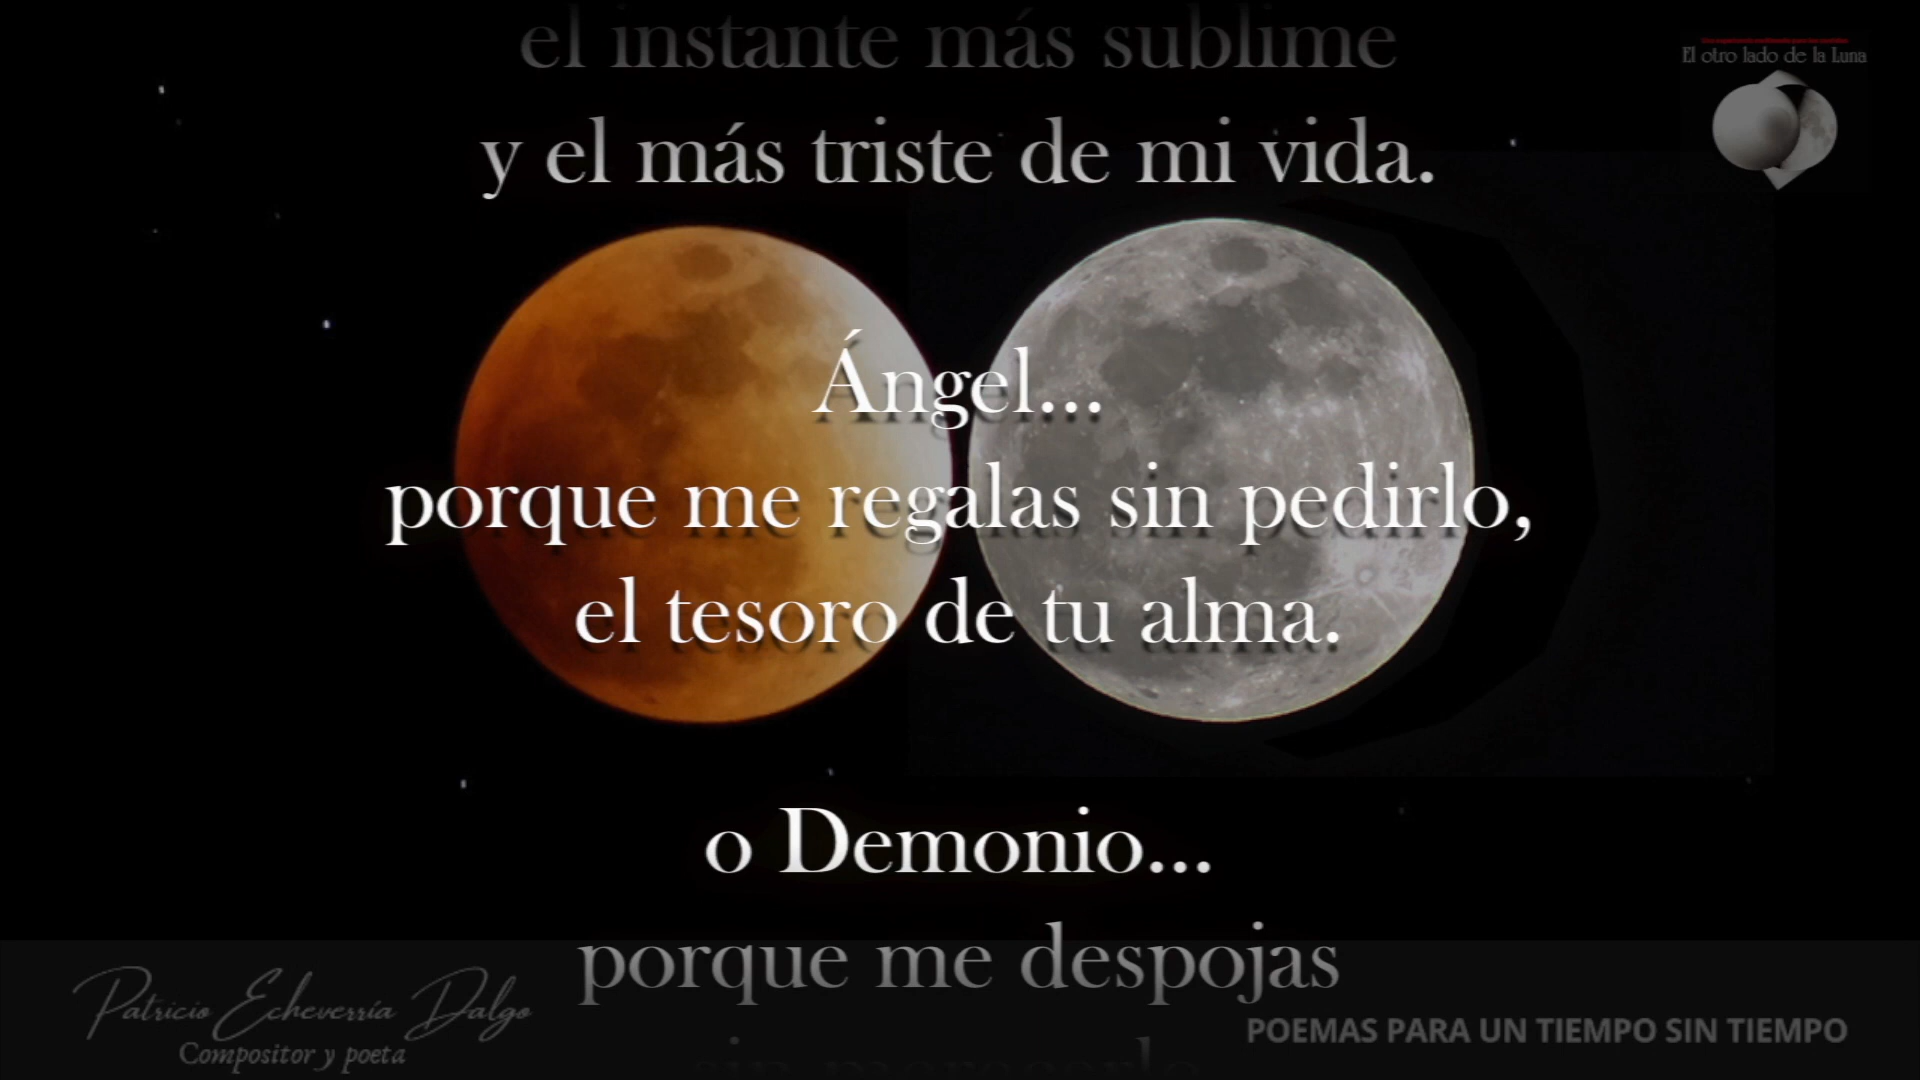 el instante más sublime
y el más triste de mi vida.
Ángel...
porque me regalas sin pedirlo,
el tesoro de tu alma.
o Demonio...
porque me despojas
sin merecerlo
El otro lado de la Luna
Patricio Echeverría Dalgo
Compositor y poeta
POEMAS PARA UN TIEMPO SIN TIEMPO